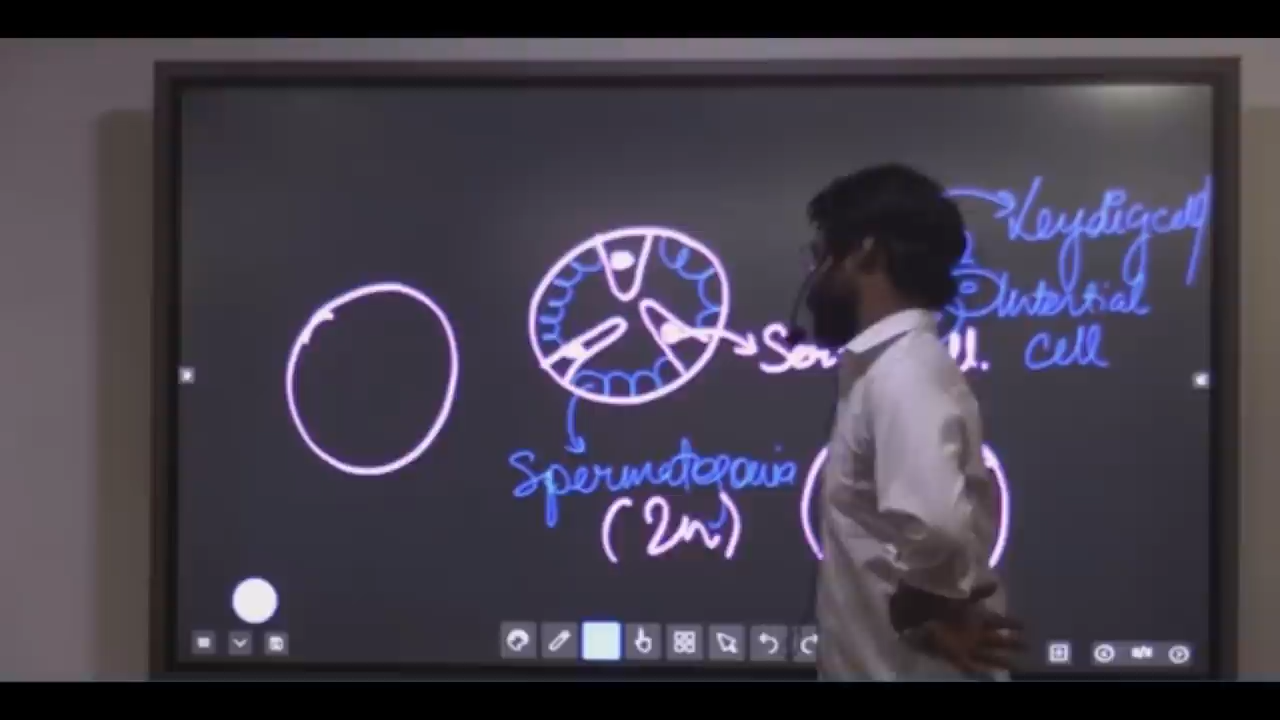 Leydig cell/
Interstitial
cell
Spermatogonia
(2n)